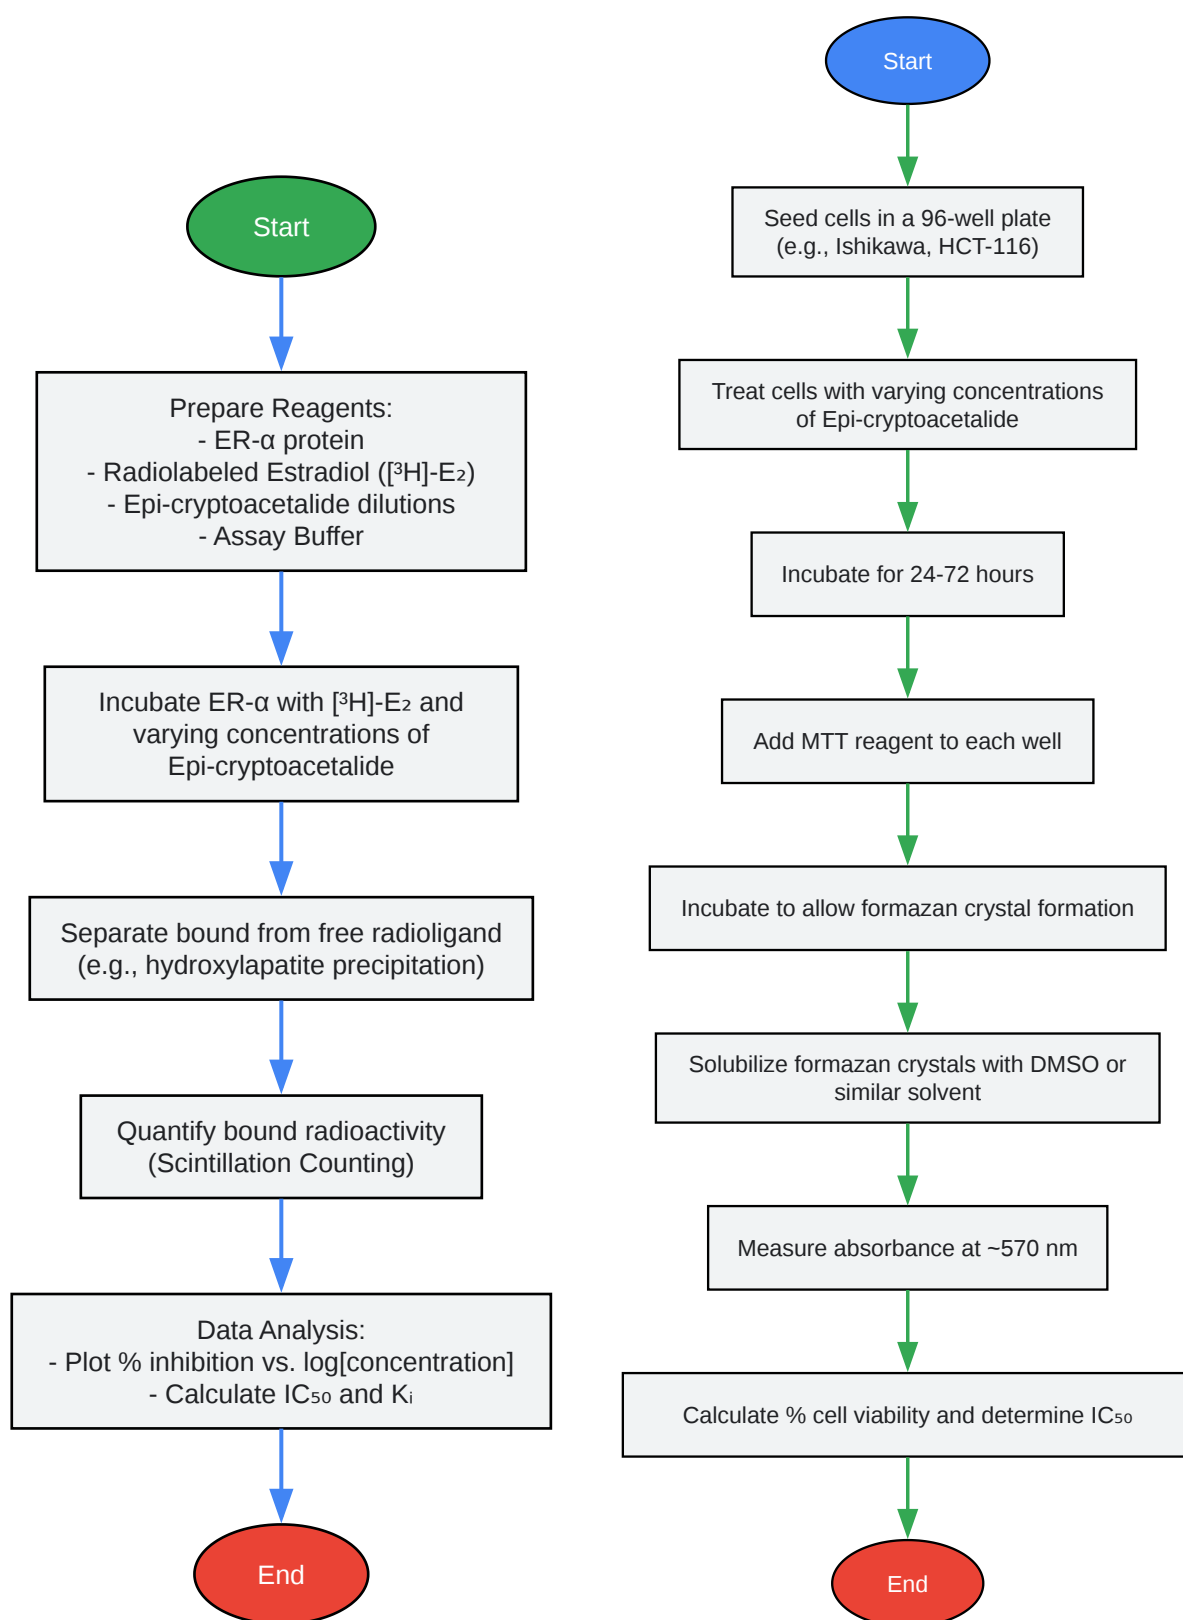 Start
Prepare Reagents:
- ER-α protein
- Radiolabeled Estradiol ([³H]-E₂)
- Epi-cryptoacetalide dilutions
- Assay Buffer
Incubate ER-α with [³H]-E₂ and
varying concentrations of
Epi-cryptoacetalide
Separate bound from free radioligand
(e.g., hydroxylapatite precipitation)
Quantify bound radioactivity
(Scintillation Counting)
Data Analysis:
- Plot % inhibition vs. log[concentration]
- Calculate IC₅₀ and Kᵢ
End
Start
Seed cells in a 96-well plate
(e.g., Ishikawa, HCT-116)
Treat cells with varying concentrations
of Epi-cryptoacetalide
Incubate for 24-72 hours
Add MTT reagent to each well
Incubate to allow formazan crystal formation
Solubilize formazan crystals with DMSO or
similar solvent
Measure absorbance at ~570 nm
Calculate % cell viability and determine IC₅₀
End